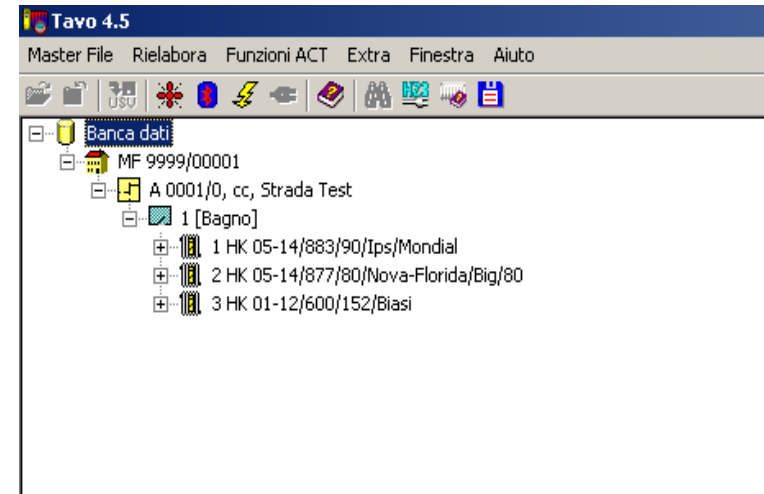 Tavo 4.5
Master File Rielabora Funzioni ACT Extra Finestra Aiuto
USV
Banca dati
MF 9999/00001
A 0001/0, cc, Strada Test
1 [Bagno]
1 HK 05-14/883/90/Ips/Mondial
2 HK 05-14/877/80/Nova-Florida/Big/80
3 HK 01-12/600/152/Biasi